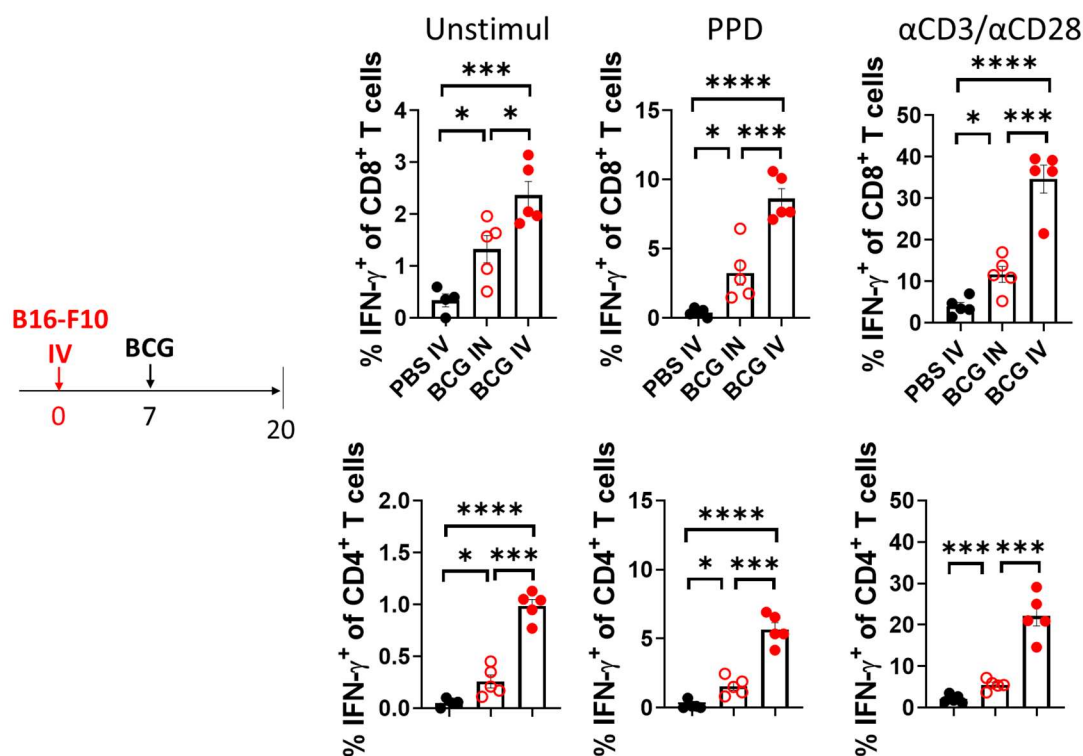 Unstimul
PPD
αCD3/αCD28
% IFN-γ⁺ of CD8⁺ T cells
4
3
2
1
0
***
*
*
PBS IV
BCG IN
BCG IV
% IFN-γ⁺ of CD8⁺ T cells
15
10
5
0
****
*
***
PBS IV
BCG IN
BCG IV
% IFN-γ⁺ of CD8⁺ T cells
50
40
30
20
10
0
****
*
***
PBS IV
BCG IN
BCG IV
B16-F10
IV
BCG
0
7
20
% IFN-γ⁺ of CD4⁺ T cells
2.0
1.5
1.0
0.5
0.0
****
*
***
% IFN-γ⁺ of CD4⁺ T cells
15
10
5
0
****
*
***
% IFN-γ⁺ of CD4⁺ T cells
50
40
30
20
10
0
***
***